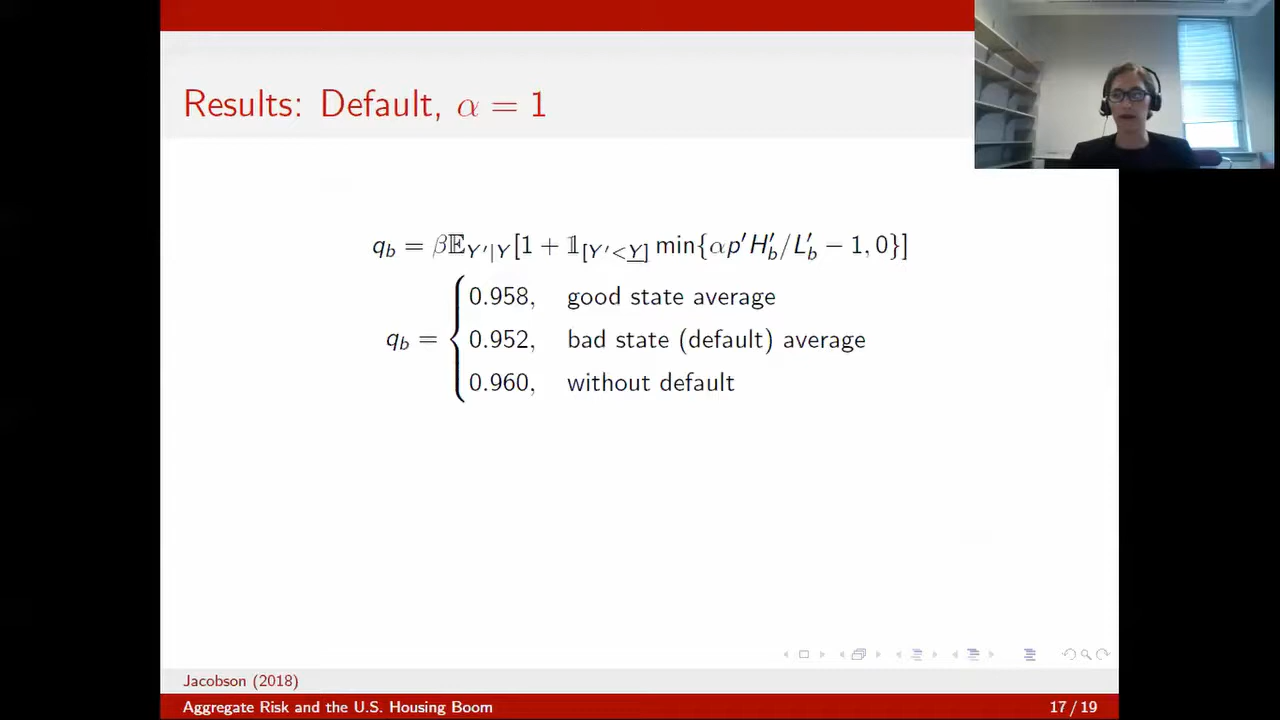 Results: Default, α = 1
q_b = β𝔼_{Y′|Y}[1 + 𝟙_{[Y′<\underline{Y}]} min{αp′H′_b/L′_b − 1, 0}]
q_b = { 0.958, good state average
0.952, bad state (default) average
0.960, without default
Jacobson (2018)
Aggregate Risk and the U.S. Housing Boom 17 / 19